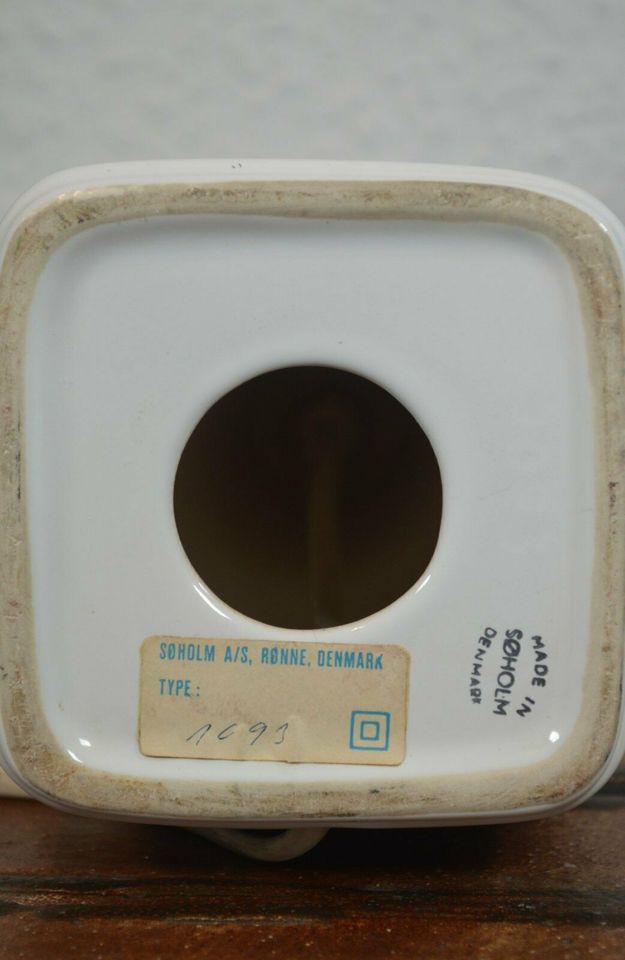 SØHOLM A/S, RØNNE, DENMARK
TYPE:
1093
MADE IN
SØHOLM
DENMARK